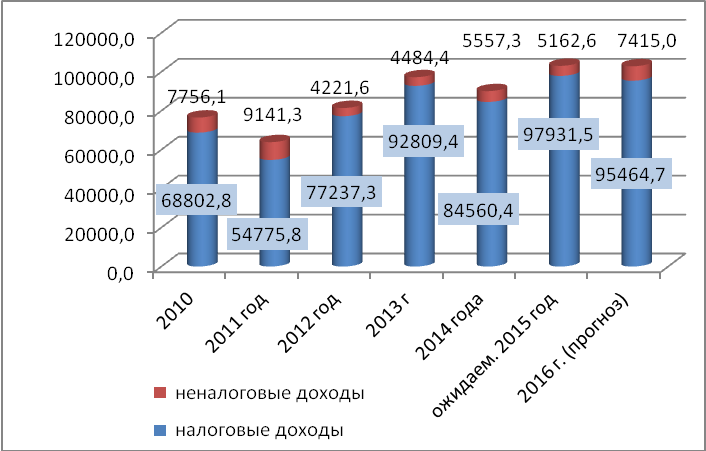 120000,0
100000,0
80000,0
60000,0
40000,0
20000,0
0,0
7756,1
9141,3
4221,6
4484,4
5557,3
5162,6
7415,0
68802,8
54775,8
77237,3
92809,4
84560,4
97931,5
95464,7
2010
2011 год
2012 год
2013 г
2014 года
ожидаем. 2015 год
2016 г. (прогноз)
неналоговые доходы
налоговые доходы